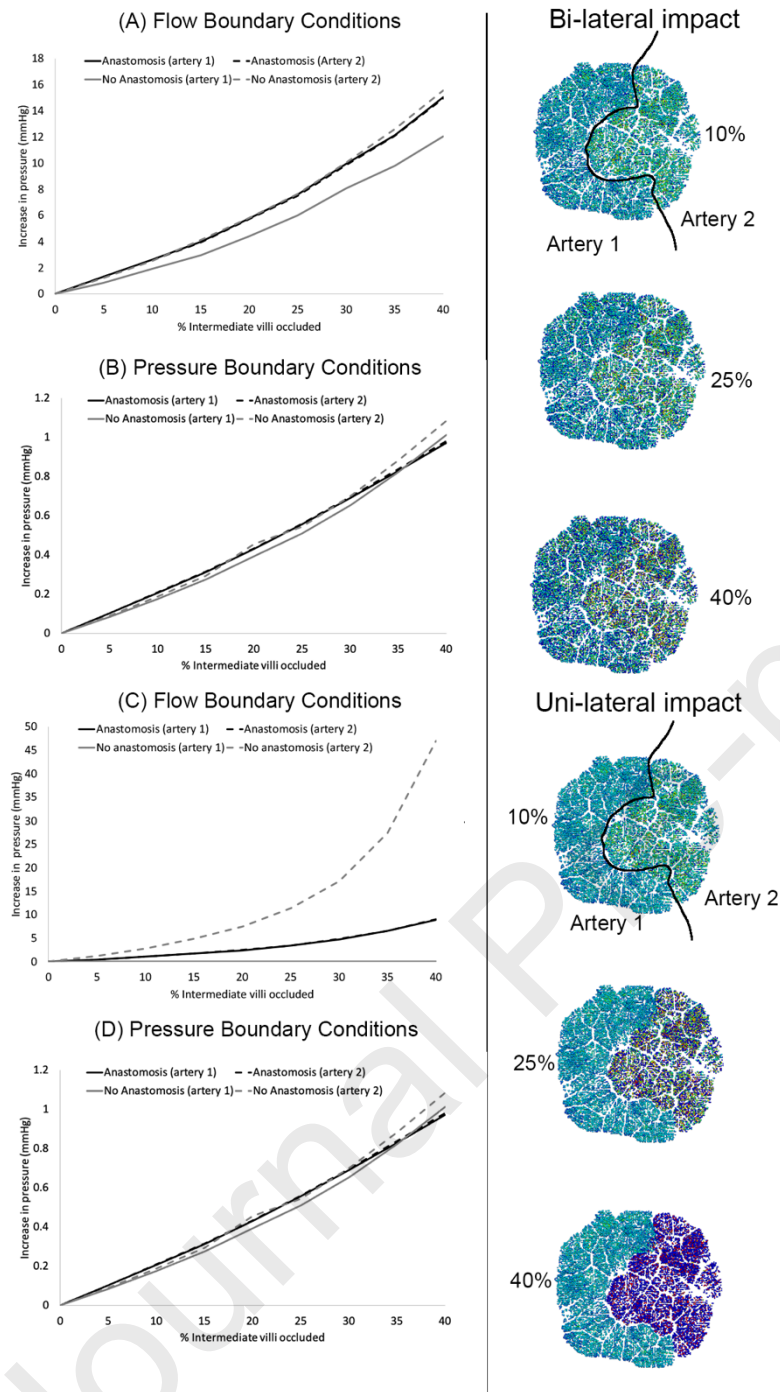 (A) Flow Boundary Conditions
Anastomosis (artery 1) Anastomosis (Artery 2)
No Anastomosis (artery 1) No Anastomosis (artery 2)
18
16
14
12
10
8
6
4
2
0
Increase in pressure (mmHg)
0 5 10 15 20 25 30 35 40
% Intermediate villi occluded
(B) Pressure Boundary Conditions
Anastomosis (artery 1) Anastomosis (artery 2)
No Anastomosis (artery 1) No Anastomosis (artery 2)
1.2
1
0.8
0.6
0.4
0.2
0
Increase in pressure (mmHg)
0 5 10 15 20 25 30 35 40
% Intermediate villi occluded
(C) Flow Boundary Conditions
Anastomosis (artery 1) Anastomosis (artery 2)
No anastomosis (artery 1) No anastomosis (artery 2)
50
45
40
35
30
25
20
15
10
5
0
Increase in pressure (mmHg)
0 5 10 15 20 25 30 35 40
% Intermediate villi occluded
(D) Pressure Boundary Conditions
Anastomosis (artery 1) Anastomosis (artery 2)
No Anastomosis (artery 1) No Anastomosis (artery 2)
1.2
1
0.8
0.6
0.4
0.2
0
Increase in pressure (mmHg)
0 5 10 15 20 25 30 35 40
% Intermediate villi occluded
Bi-lateral impact
10%
Artery 2
Artery 1
25%
40%
Uni-lateral impact
10%
Artery 2
Artery 1
25%
40%
Journal P